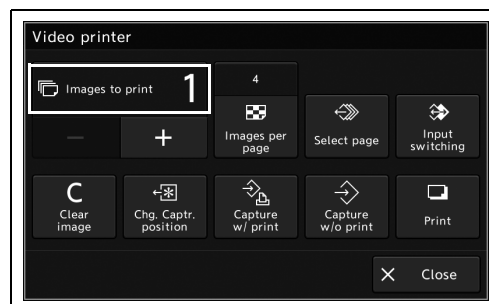 Video printer
Images to print 1
4
− +
Images per
page
Select page
Input
switching
C
Clear
image
Chg. Captr.
position
Capture
w/ print
Capture
w/o print
Print
× Close